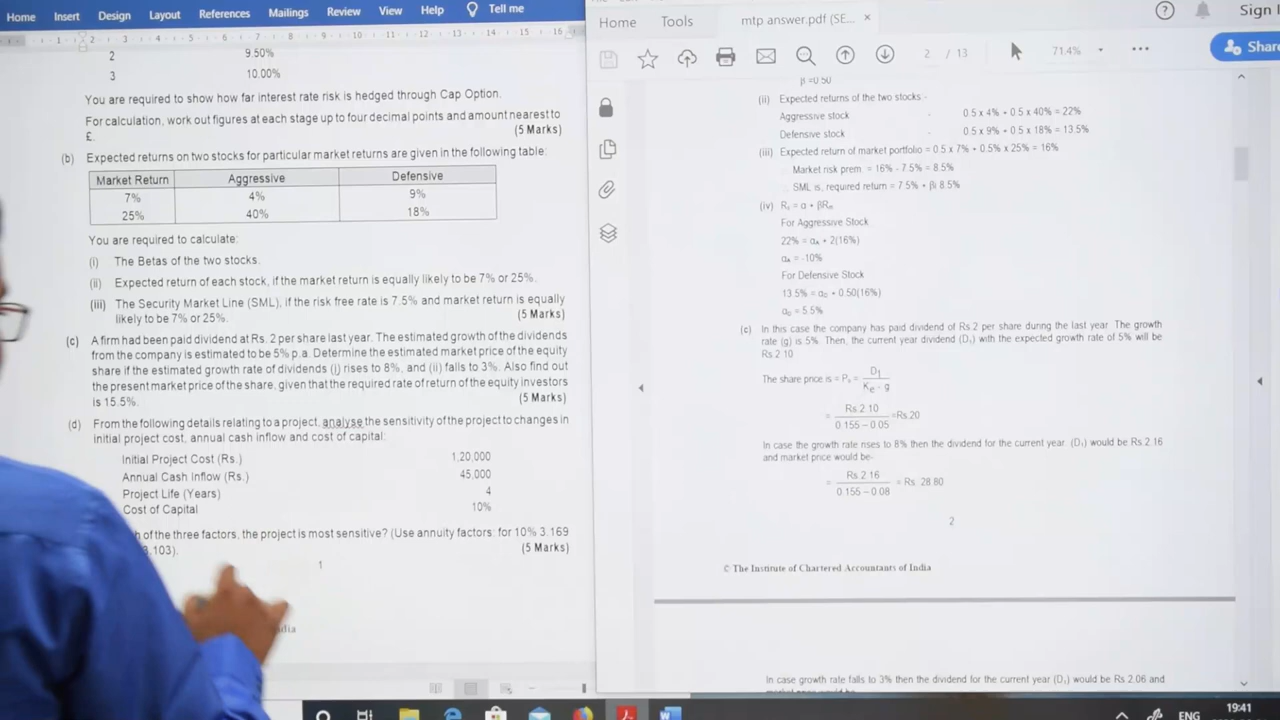 Home Insert Design Layout References Mailings Review View Help Tell me
2 9.50%
3 10.00%
You are required to show how far interest rate risk is hedged through Cap Option.
For calculation, work out figures at each stage up to four decimal points and amount nearest to
£. (5 Marks)
(b) Expected returns on two stocks for particular market returns are given in the following table:
Market Return Aggressive Defensive
7% 4% 9%
25% 40% 18%
You are required to calculate:
(i) The Betas of the two stocks.
(ii) Expected return of each stock, if the market return is equally likely to be 7% or 25%.
(iii) The Security Market Line (SML), if the risk free rate is 7.5% and market return is equally
likely to be 7% or 25%. (5 Marks)
(c) A firm had been paid dividend at Rs. 2 per share last year. The estimated growth of the dividends
from the company is estimated to be 5% p.a. Determine the estimated market price of the equity
share if the estimated growth rate of dividends (i) rises to 8%, and (ii) falls to 3%. Also find out
the present market price of the share, given that the required rate of return of the equity investors
is 15.5%. (5 Marks)
(d) From the following details relating to a project, analyse the sensitivity of the project to changes in
initial project cost, annual cash inflow and cost of capital:
Initial Project Cost (Rs.) 1,20,000
Annual Cash Inflow (Rs.) 45,000
Project Life (Years) 4
Cost of Capital 10%
of the three factors, the project is most sensitive? (Use annuity factors: for 10% 3.169
3.103). (5 Marks)
1
Home Tools mtp answer.pdf (SE... × Sign I
2 / 13 71.4% Share
β =0.50
(ii) Expected returns of the two stocks -
Aggressive stock - 0.5 x 4% + 0.5 x 40% = 22%
Defensive stock - 0.5 x 9% + 0.5 x 18% = 13.5%
(iii) Expected return of market portfolio = 0.5 x 7% + 0.5% x 25% = 16%
Market risk prem. = 16% - 7.5% = 8.5%
SML is, required return = 7.5% + βi 8.5%
(iv) Rs = α + βRm
For Aggressive Stock
22% = αA + 2(16%)
αA = -10%
For Defensive Stock
13.5% = αD + 0.50(16%)
αD = 5.5%
(c) In this case the company has paid dividend of Rs.2 per share during the last year. The growth
rate (g) is 5%. Then, the current year dividend (D1) with the expected growth rate of 5% will be
Rs.2.10
The share price is = P0 = D1
Ke - g
= Rs.2.10
0.155 – 0.05 =Rs.20
In case the growth rate rises to 8% then the dividend for the current year. (D1) would be Rs.2.16
and market price would be-
= Rs.2.16
0.155 – 0.08 = Rs. 28.80
2
© The Institute of Chartered Accountants of India
In case growth rate falls to 3% then the dividend for the current year (D1) would be Rs 2.06 and
ENG 19:41